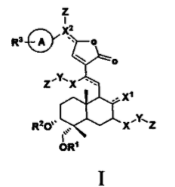 Z
X²
R³
A
O
O
Z-Y-X
X¹
R²O
X-Y-Z
OR¹
I